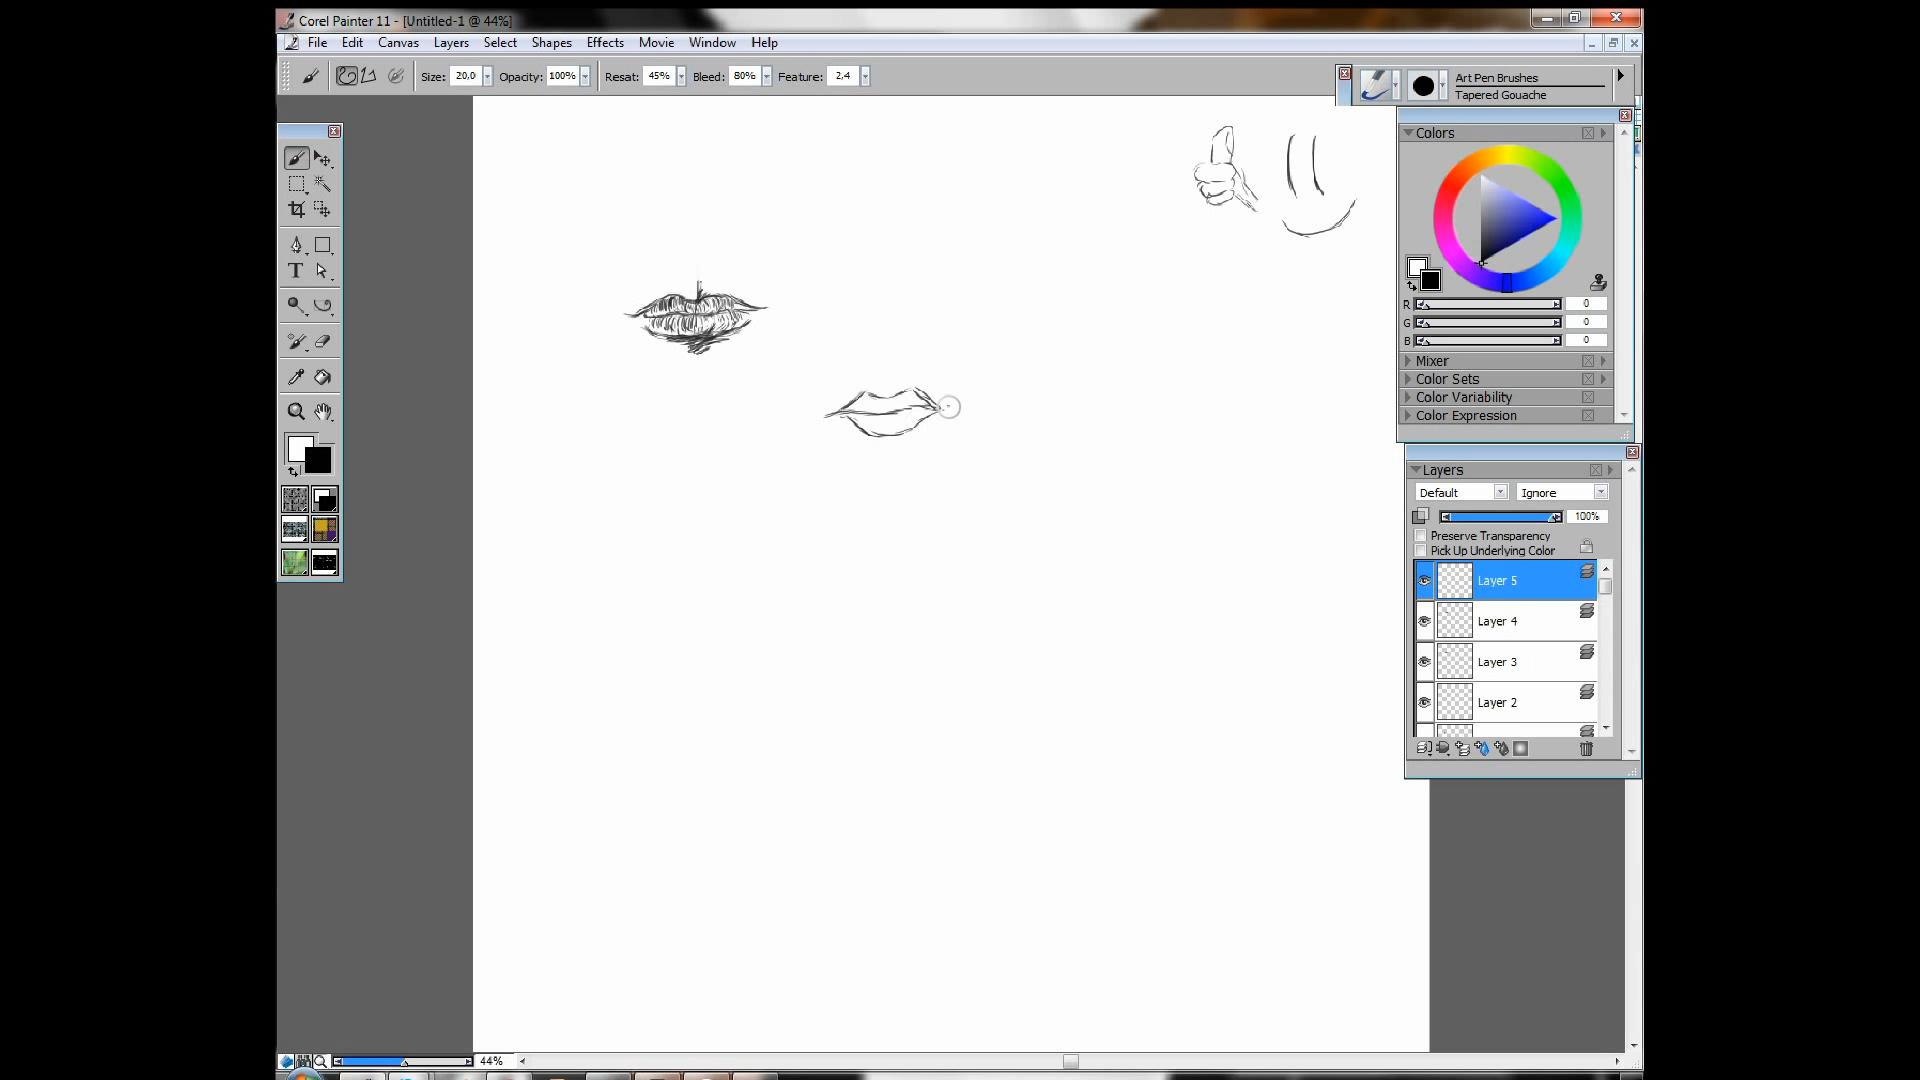 Corel Painter 11 - [Untitled-1 @ 44%]
File Edit Canvas Layers Select Shapes Effects Movie Window Help
Size: 20,0 Opacity: 100% Resat: 45% Bleed: 80% Feature: 2,4
Art Pen Brushes
Tapered Gouache
Colors
R 0
G 0
B 0
Mixer
Color Sets
Color Variability
Color Expression
Layers
Default Ignore
100%
Preserve Transparency
Pick Up Underlying Color
Layer 5
Layer 4
Layer 3
Layer 2
T
44%